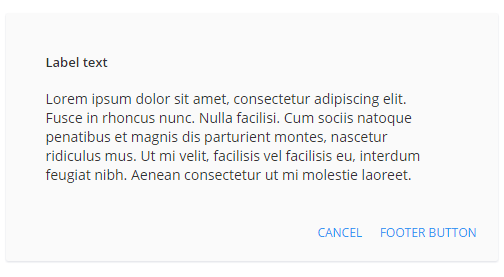 Label text
Lorem ipsum dolor sit amet, consectetur adipiscing elit.
Fusce in rhoncus nunc. Nulla facilisi. Cum sociis natoque
penatibus et magnis dis parturient montes, nascetur
ridiculus mus. Ut mi velit, facilisis vel facilisis eu, interdum
feugiat nibh. Aenean consectetur ut mi molestie laoreet.
CANCEL FOOTER BUTTON